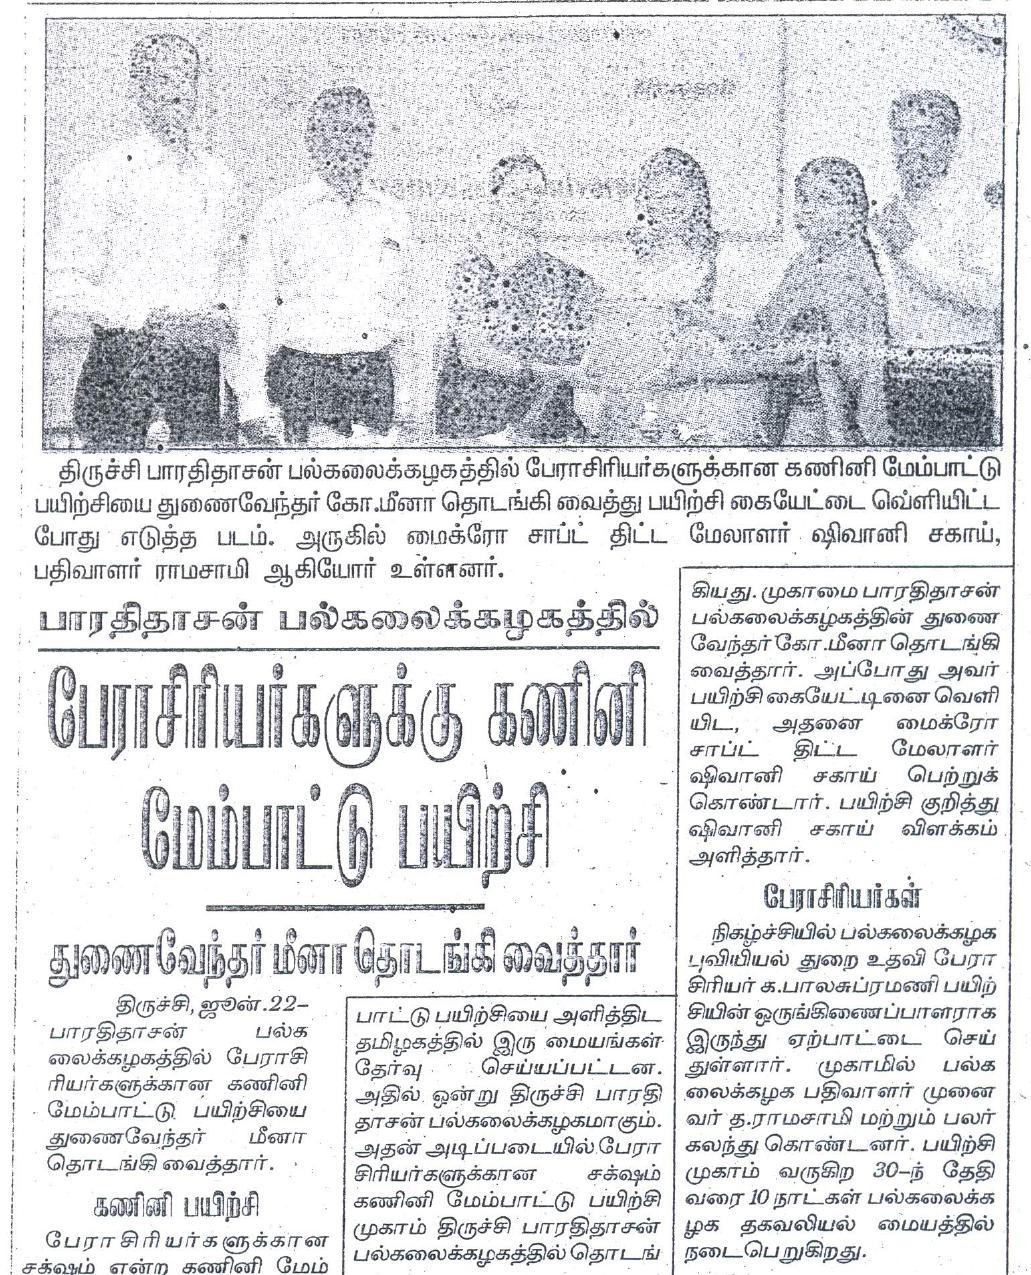 திருச்சி பாரதிதாசன் பல்கலைக்கழகத்தில் பேராசிரியர்களுக்கான கணினி மேம்பாட்டு
பயிற்சியை துணைவேந்தர் கோ.மீனா தொடங்கி வைத்து பயிற்சி கையேட்டை வெளியிட்ட
போது எடுத்த படம். அருகில் மைக்ரோ சாப்ட் திட்ட மேலாளர் ஷிவானி சகாய்,
பதிவாளர் ராமசாமி ஆகியோர் உள்ளனர்.
பாரதிதாசன் பல்கலைக்கழகத்தில்
பேராசிரியர்களுக்கு கணினி
மேம்பாட்டு பயிற்சி
துணைவேந்தர் மீனா தொடங்கி வைத்தார்
திருச்சி, ஜூன்.22–
பாரதிதாசன் பல்க
லைக்கழகத்தில் பேராசி
ரியர்களுக்கான கணினி
மேம்பாட்டு பயிற்சியை
துணைவேந்தர் மீனா
தொடங்கி வைத்தார்.
கணினி பயிற்சி
பேராசிரியர்களுக்கான
சக்ஷம் என்ற கணினி மேம்
பாட்டு பயிற்சியை அளித்திட
தமிழகத்தில் இரு மையங்கள்
தேர்வு செய்யப்பட்டன.
அதில் ஒன்று திருச்சி பாரதி
தாசன் பல்கலைக்கழகமாகும்.
அதன் அடிப்படையில் பேரா
சிரியர்களுக்கான சக்ஷம்
கணினி மேம்பாட்டு பயிற்சி
முகாம் திருச்சி பாரதிதாசன்
பல்கலைக்கழகத்தில் தொடங்
கியது. முகாமை பாரதிதாசன்
பல்கலைக்கழகத்தின் துணை
வேந்தர் கோ.மீனா தொடங்கி
வைத்தார். அப்போது அவர்
பயிற்சி கையேட்டினை வெளி
யிட, அதனை மைக்ரோ
சாப்ட் திட்ட மேலாளர்
ஷிவானி சகாய் பெற்றுக்
கொண்டார். பயிற்சி குறித்து
ஷிவானி சகாய் விளக்கம்
அளித்தார்.
பேராசிரியர்கள்
நிகழ்ச்சியில் பல்கலைக்கழக
புவியியல் துறை உதவி பேரா
சிரியர் க.பாலசுப்ரமணி பயிற்
சியின் ஒருங்கிணைப்பாளராக
இருந்து ஏற்பாட்டை செய்
துள்ளார். முகாமில் பல்க
லைக்கழக பதிவாளர் முனை
வர் த.ராமசாமி மற்றும் பலர்
கலந்து கொண்டனர். பயிற்சி
முகாம் வருகிற 30–ந் தேதி
வரை 10 நாட்கள் பல்கலைக்க
ழக தகவலியல் மையத்தில்
நடைபெறுகிறது.